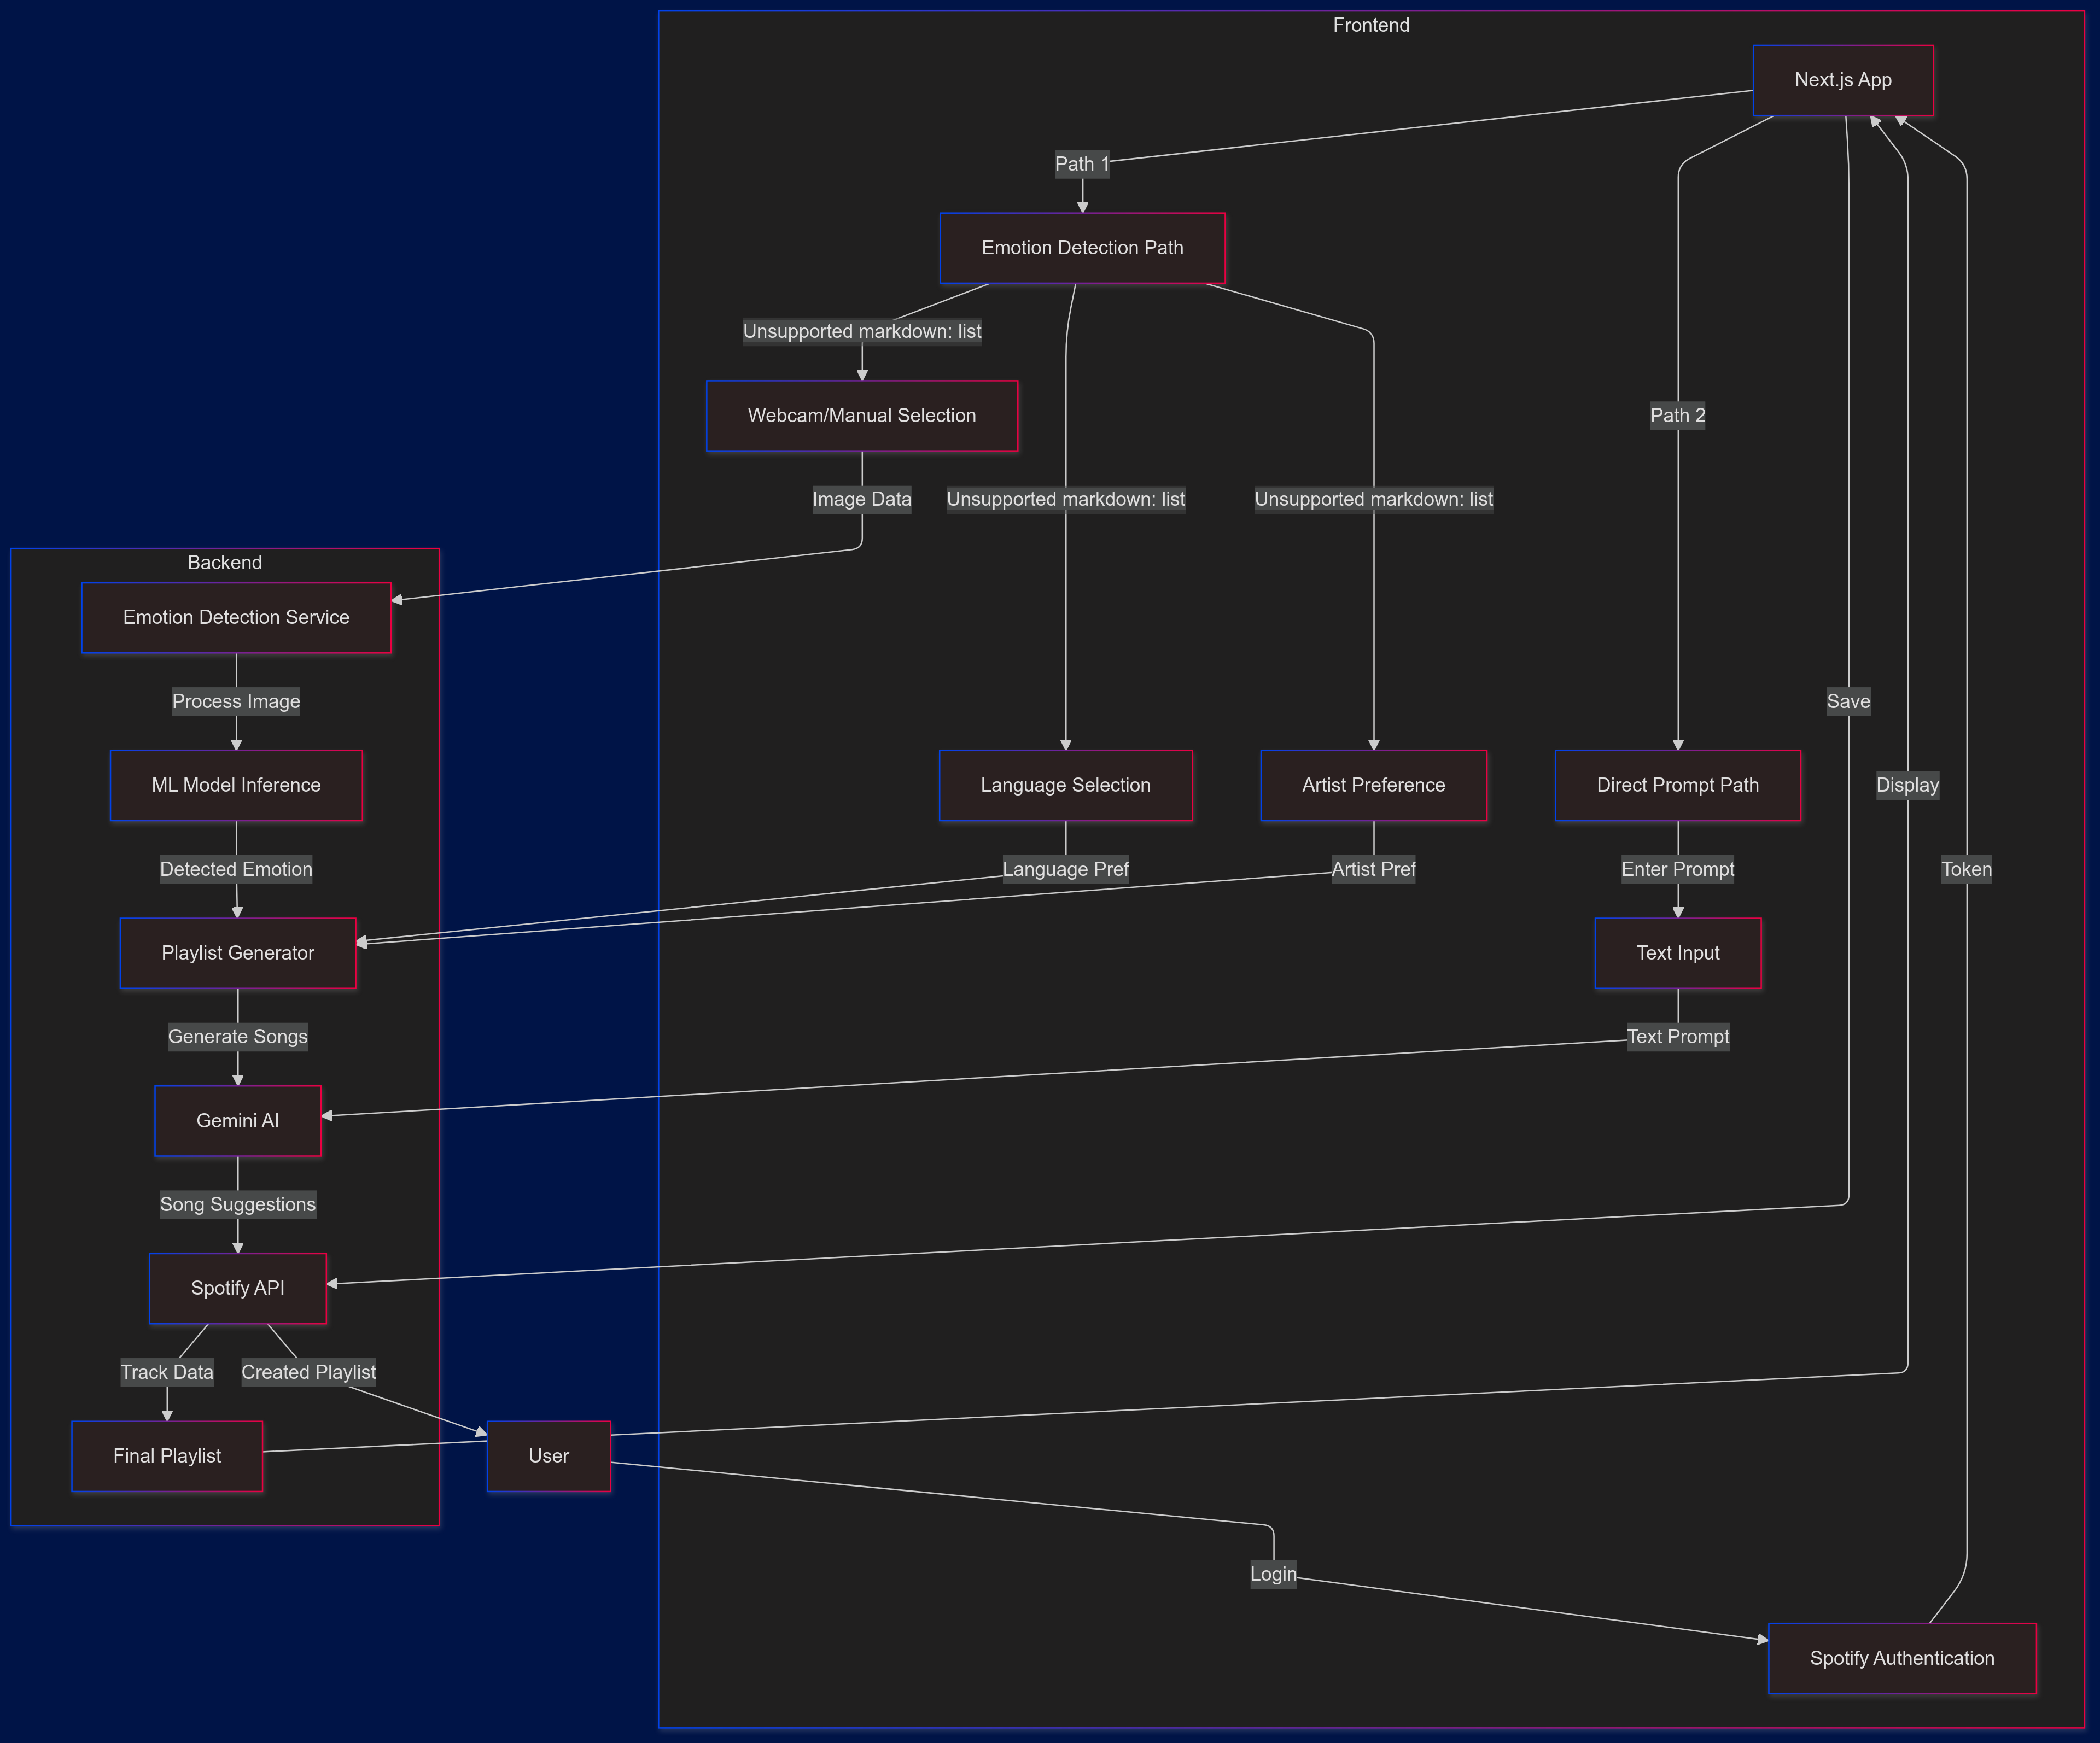 Frontend
Next.js App
Path 1
Emotion Detection Path
Unsupported markdown: list
Webcam/Manual Selection
Path 2
Image Data
Unsupported markdown: list
Unsupported markdown: list
Backend
Emotion Detection Service
Process Image
Save
ML Model Inference
Language Selection
Artist Preference
Direct Prompt Path
Display
Detected Emotion
Language Pref
Artist Pref
Enter Prompt
Token
Playlist Generator
Text Input
Generate Songs
Text Prompt
Gemini AI
Song Suggestions
Spotify API
Track Data
Created Playlist
Final Playlist
User
Login
Spotify Authentication